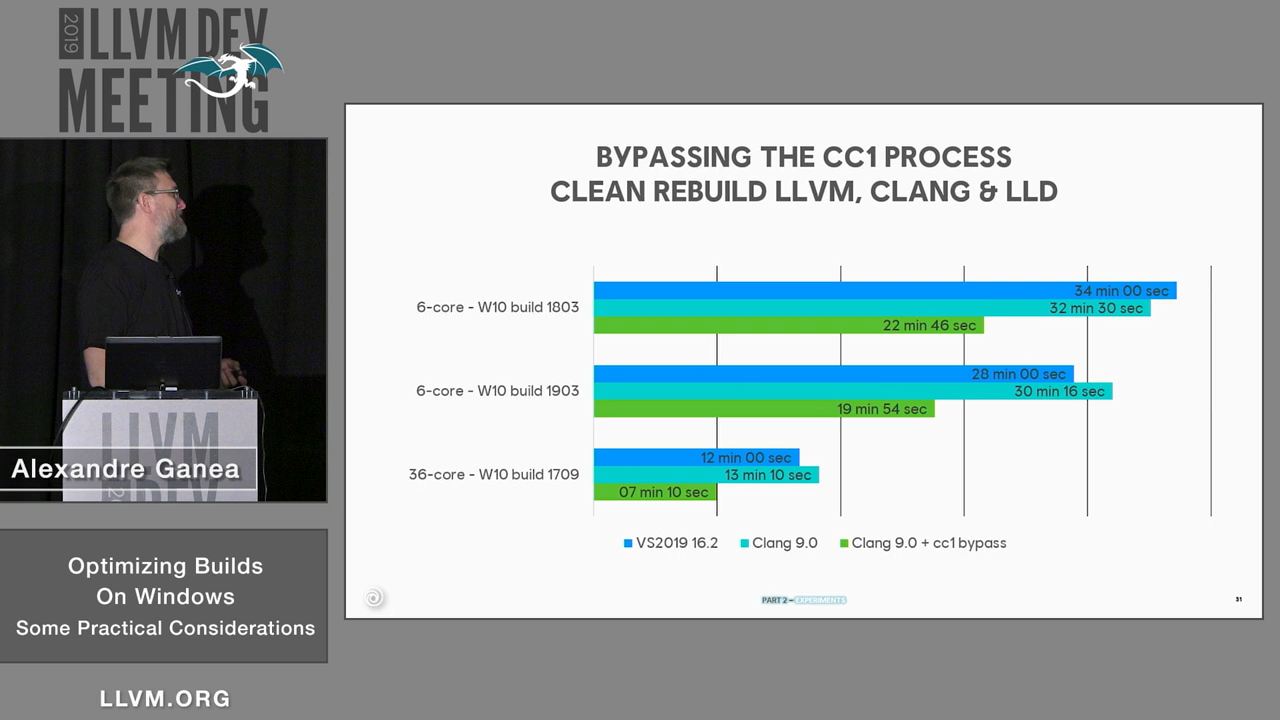 2019
LLVM DEV
MEETING
BYPASSING THE CC1 PROCESS
CLEAN REBUILD LLVM, CLANG & LLD
6-core - W10 build 1803
34 min 00 sec
32 min 30 sec
22 min 46 sec
6-core - W10 build 1903
28 min 00 sec
30 min 16 sec
19 min 54 sec
36-core - W10 build 1709
12 min 00 sec
13 min 10 sec
07 min 10 sec
VS2019 16.2 Clang 9.0 Clang 9.0 + cc1 bypass
PART 2 – EXPERIMENTS
31
LLVM
Alexandre Ganea
Optimizing Builds
On Windows
Some Practical Considerations
LLVM.ORG